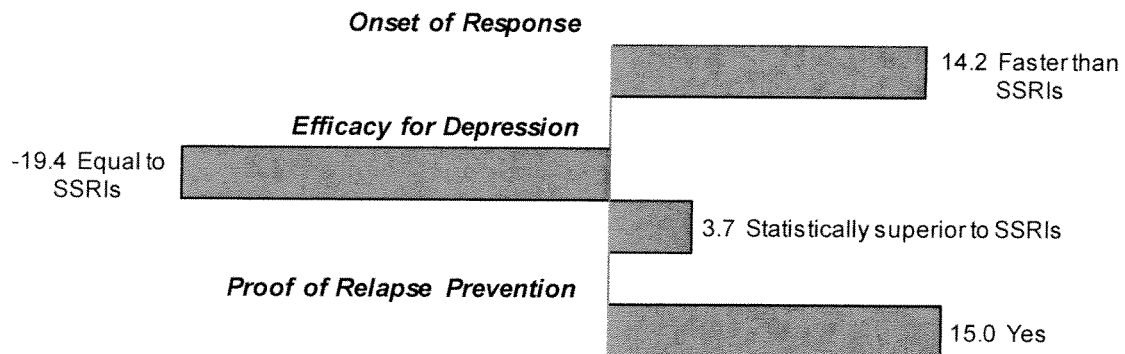 Onset of Response
14.2 Faster than
SSRIs
Efficacy for Depression
-19.4 Equal to
SSRIs
3.7 Statistically superior to SSRIs
Proof of Relapse Prevention
15.0 Yes